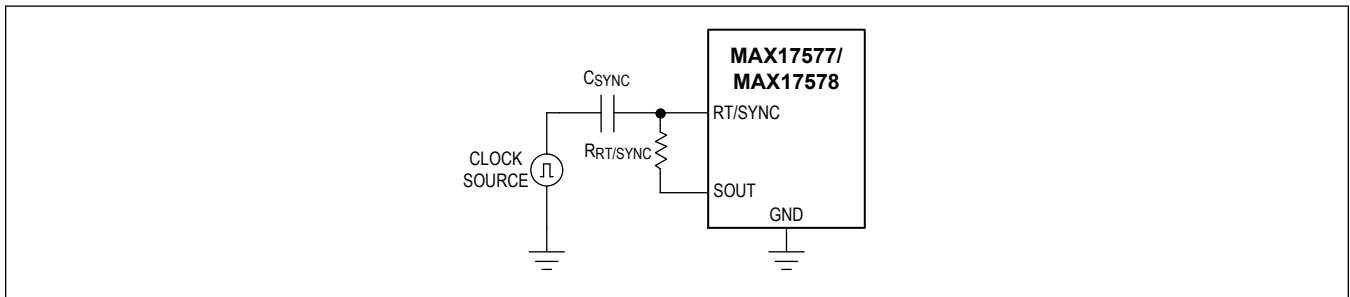 MAX17577/
MAX17578
CSYNC
RT/SYNC
RRT/SYNC
CLOCK
SOURCE
SOUT
GND